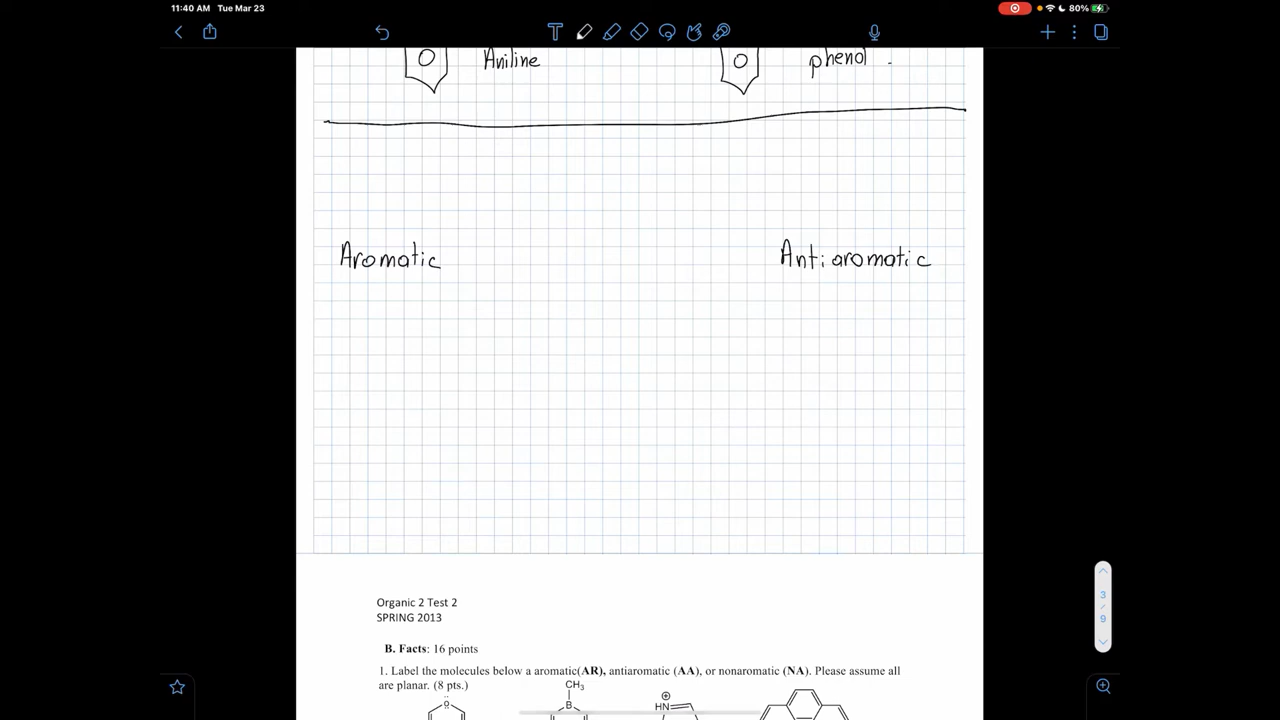 11:40 AM Tue Mar 23
80%
Aniline
phenol
Aromatic
Antiaromatic
3
9
Organic 2 Test 2
SPRING 2013
B. Facts: 16 points
1. Label the molecules below a aromatic(AR), antiaromatic (AA), or nonaromatic (NA). Please assume all
are planar. (8 pts.)
CH3
O
B
HN